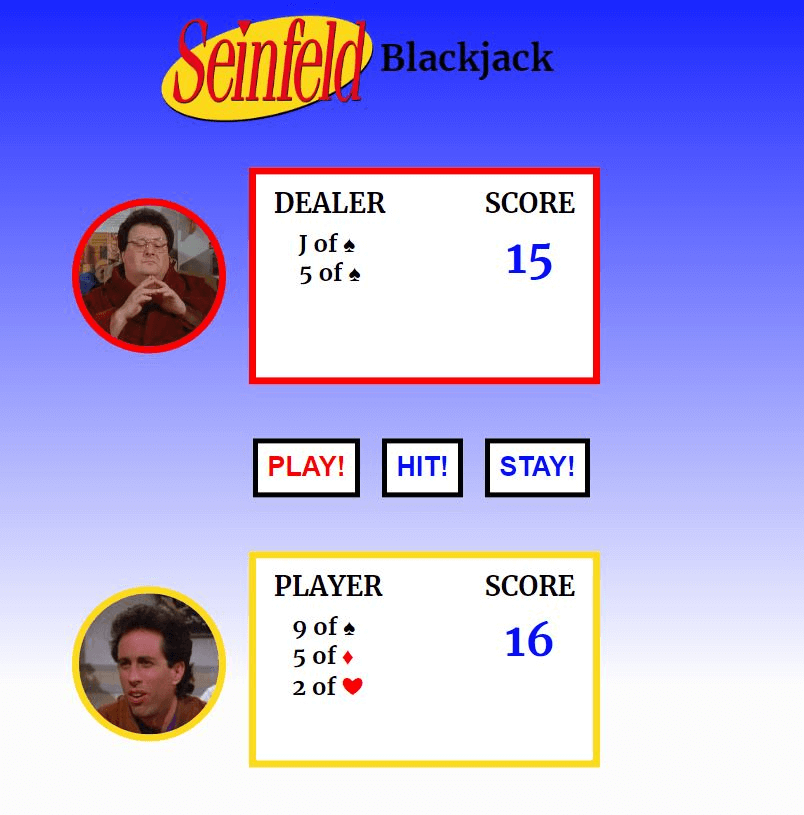 Seinfeld Blackjack
DEALER SCORE
J of ♠
5 of ♠
15
PLAY! HIT! STAY!
PLAYER SCORE
9 of ♠
5 of ♦
2 of ♥
16